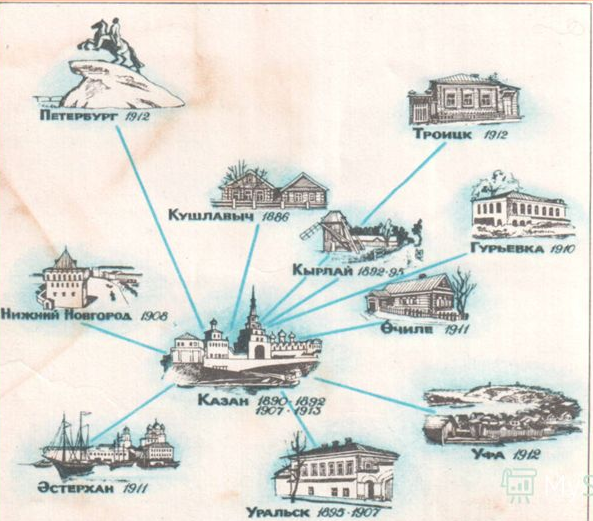 Петербург 1912
Троицк 1912
Кушлавыч 1886
Гурьевка 1910
Кырлай 1892-95
Нижний Новгород 1908
Өчиле 1911
Казан 1890-1892
1907-1913
Уфа 1912
Әстерхан 1911
Уральск 1895-1907